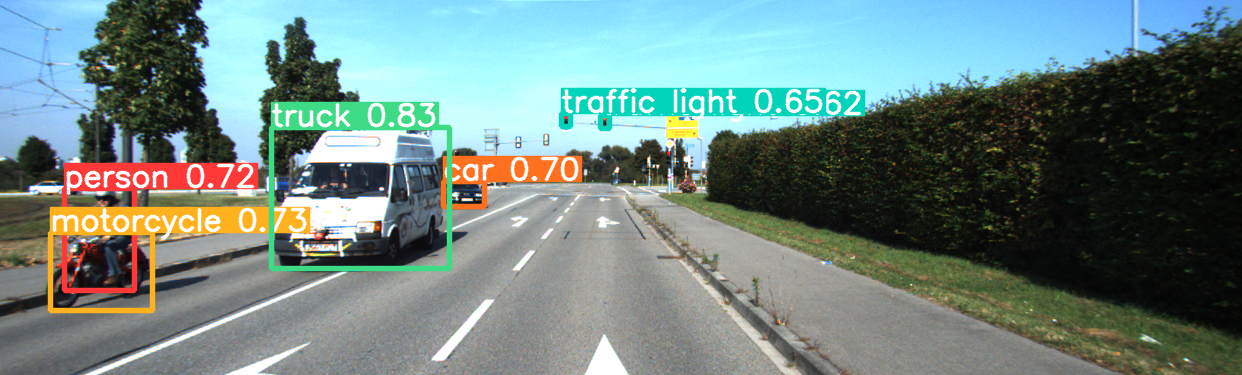 traffic light 0.6562
truck 0.83
car 0.70
person 0.72
motorcycle 0.73